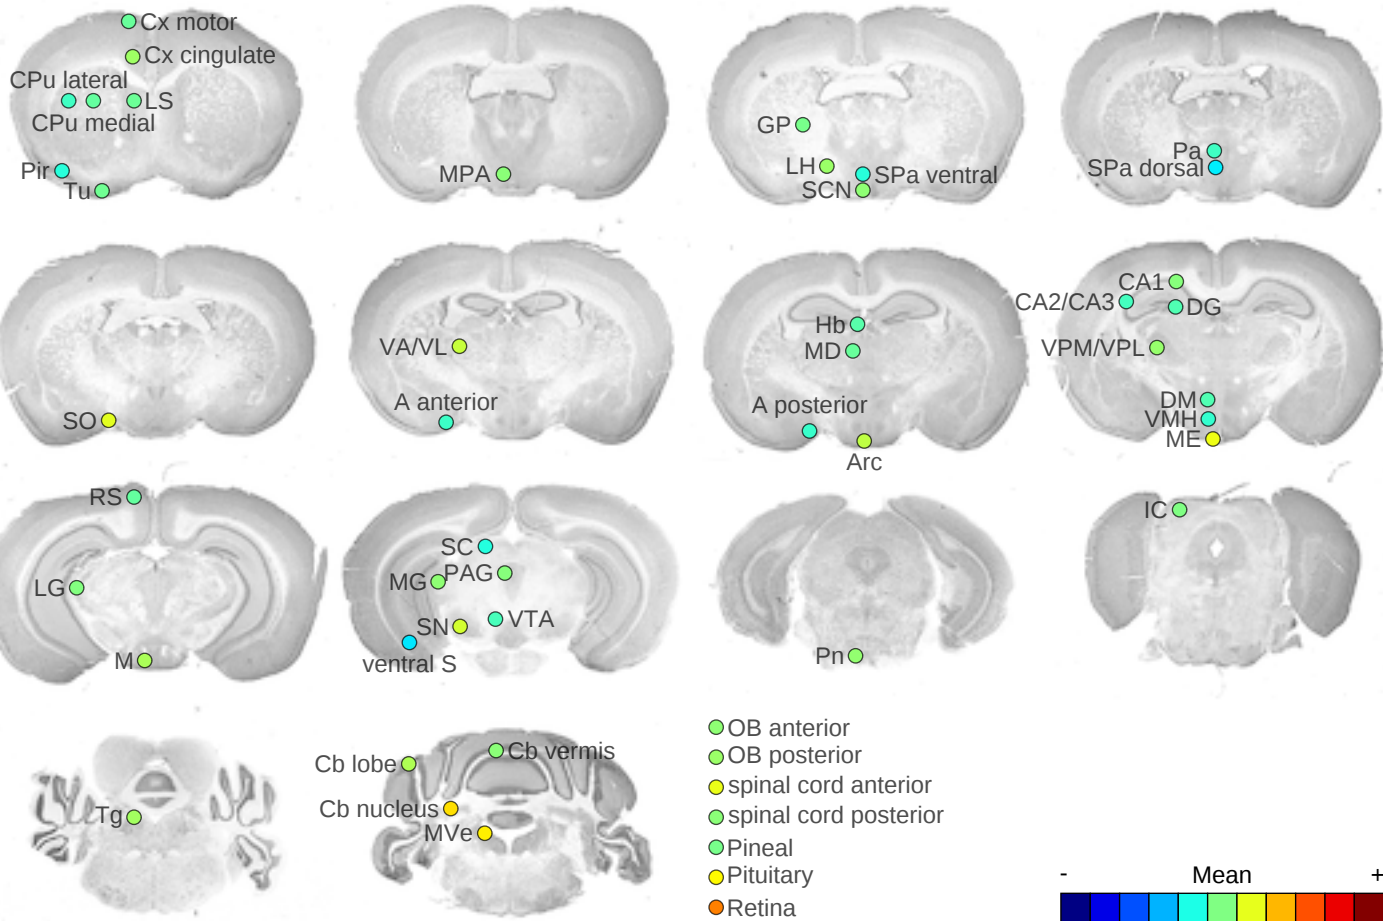 Cx motor
Cx cingulate
CPu lateral
LS
CPu medial
Pir
Tu
MPA
GP
LH
SPa ventral
SCN
Pa
SPa dorsal
SO
VA/VL
A anterior
Hb
MD
A posterior
Arc
CA1
CA2/CA3
DG
VPM/VPL
DM
VMH
ME
RS
LG
M
SC
MG
PAG
SN
VTA
ventral S
Pn
IC
Tg
Cb lobe
Cb vermis
Cb nucleus
MVe
OB anterior
OB posterior
spinal cord anterior
spinal cord posterior
Pineal
Pituitary
Retina
- Mean +